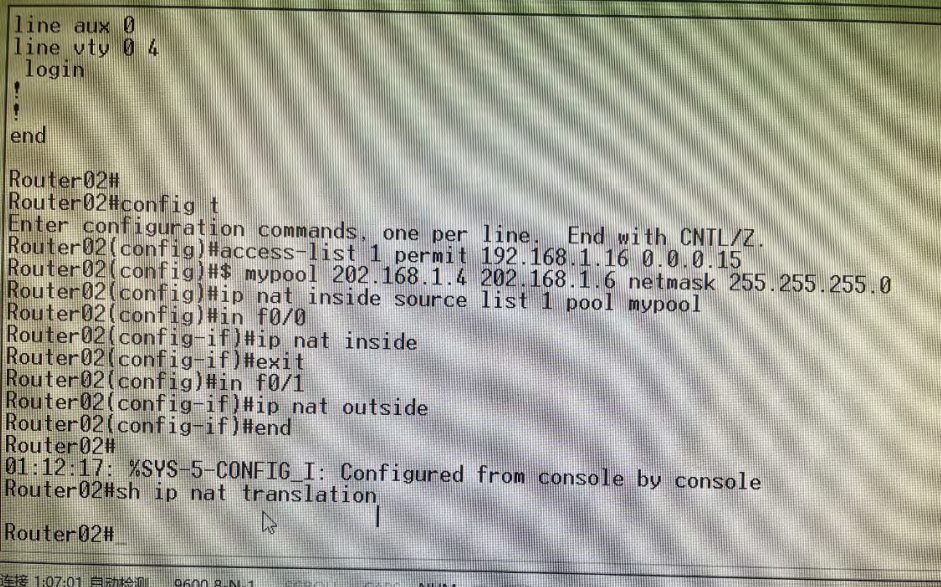 line aux 0
line vty 0 4
login
!
!
end
Router02#
Router02#config t
Enter configuration commands, one per line.  End with CNTL/Z.
Router02(config)#access-list 1 permit 192.168.1.16 0.0.0.15
Router02(config)#$ mypool 202.168.1.4 202.168.1.6 netmask 255.255.255.0
Router02(config)#ip nat inside source list 1 pool mypool
Router02(config)#in f0/0
Router02(config-if)#ip nat inside
Router02(config-if)#exit
Router02(config)#in f0/1
Router02(config-if)#ip nat outside
Router02(config-if)#end
Router02#
01:12:17: %SYS-5-CONFIG_I: Configured from console by console
Router02#sh ip nat translation
Router02#_
连接 1:07:01 自动检测 9600 8-N-1 SCROLL CAPS NUM